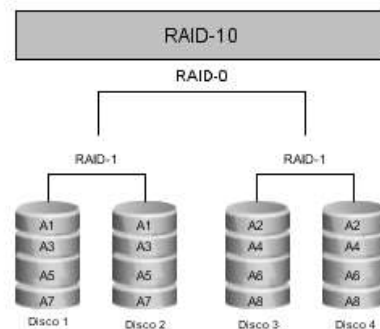 RAID-10
RAID-0
RAID-1 RAID-1
A1 A1 A2 A2
A3 A3 A4 A4
A5 A5 A6 A6
A7 A7 A8 A8
Disco 1 Disco 2 Disco 3 Disco 4